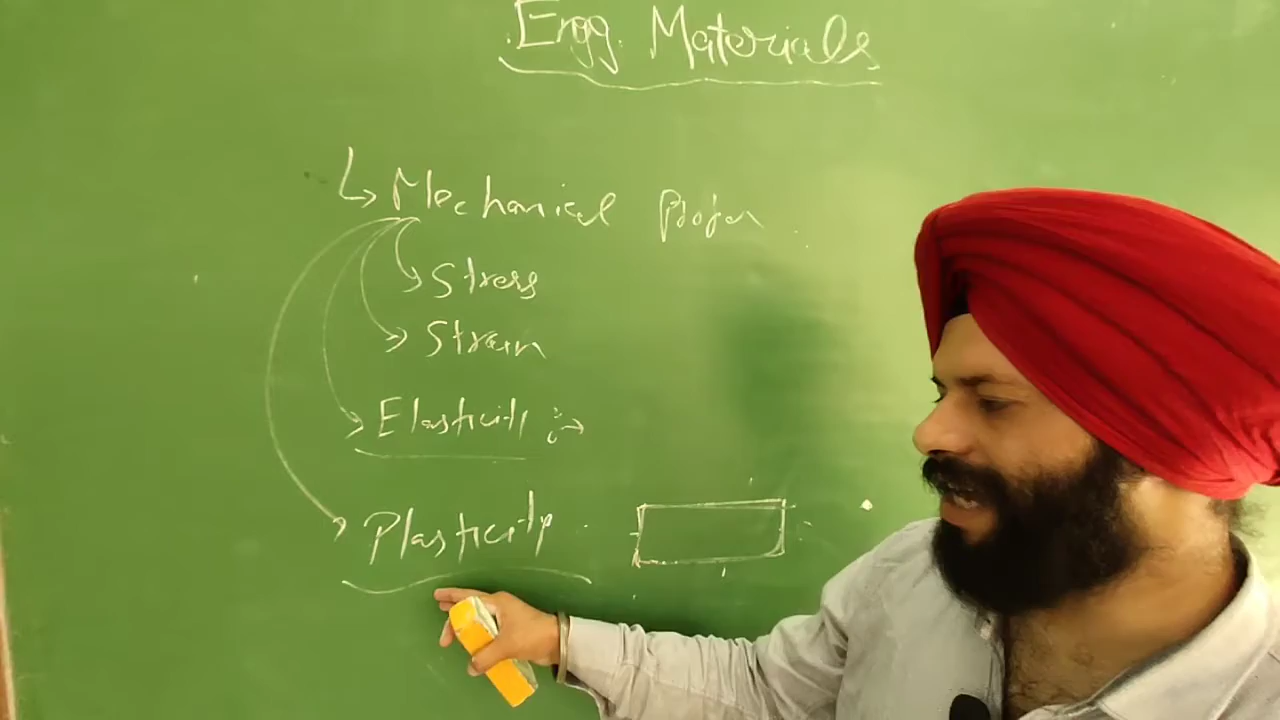 Engg. Materials
Mechanical Proper
Stress
Strain
Elasticity :→
Plasticity